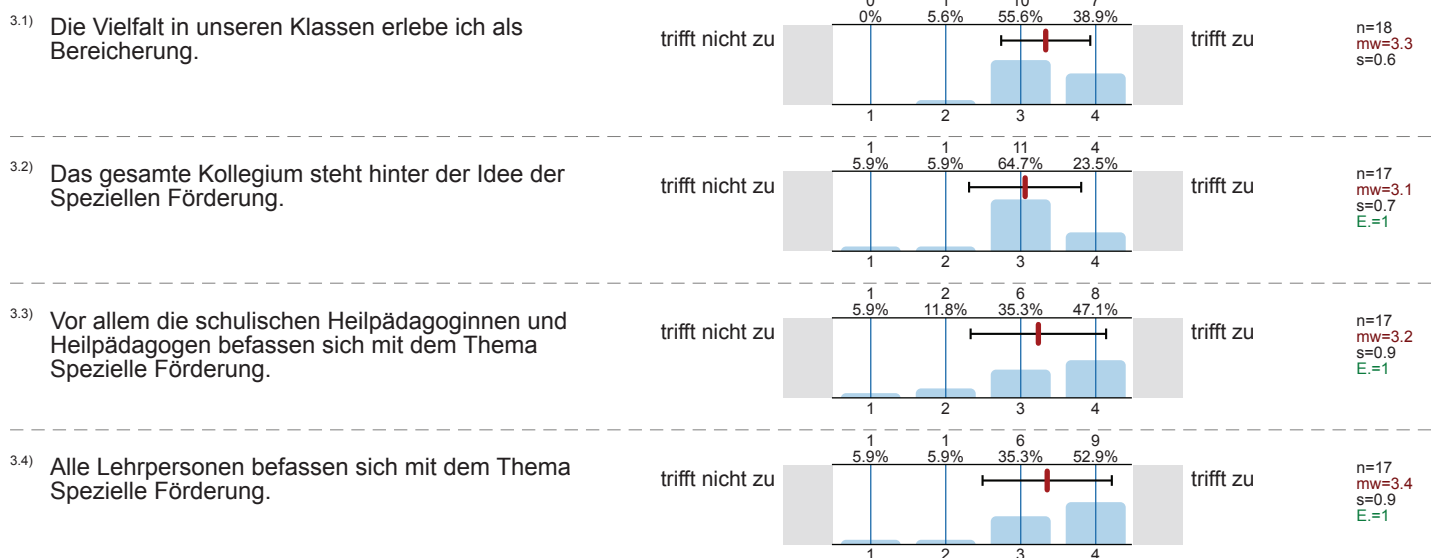 0 1 10 7
0% 5.6% 55.6% 38.9%
3.1) Die Vielfalt in unseren Klassen erlebe ich als
Bereicherung.
trifft nicht zu
trifft zu
n=18
mw=3.3
s=0.6
1 2 3 4
1 1 11 4
5.9% 5.9% 64.7% 23.5%
3.2) Das gesamte Kollegium steht hinter der Idee der
Speziellen Förderung.
trifft nicht zu
trifft zu
n=17
mw=3.1
s=0.7
E.=1
1 2 3 4
1 2 6 8
5.9% 11.8% 35.3% 47.1%
3.3) Vor allem die schulischen Heilpädagoginnen und
Heilpädagogen befassen sich mit dem Thema
Spezielle Förderung.
trifft nicht zu
trifft zu
n=17
mw=3.2
s=0.9
E.=1
1 2 3 4
1 1 6 9
5.9% 5.9% 35.3% 52.9%
3.4) Alle Lehrpersonen befassen sich mit dem Thema
Spezielle Förderung.
trifft nicht zu
trifft zu
n=17
mw=3.4
s=0.9
E.=1
1 2 3 4